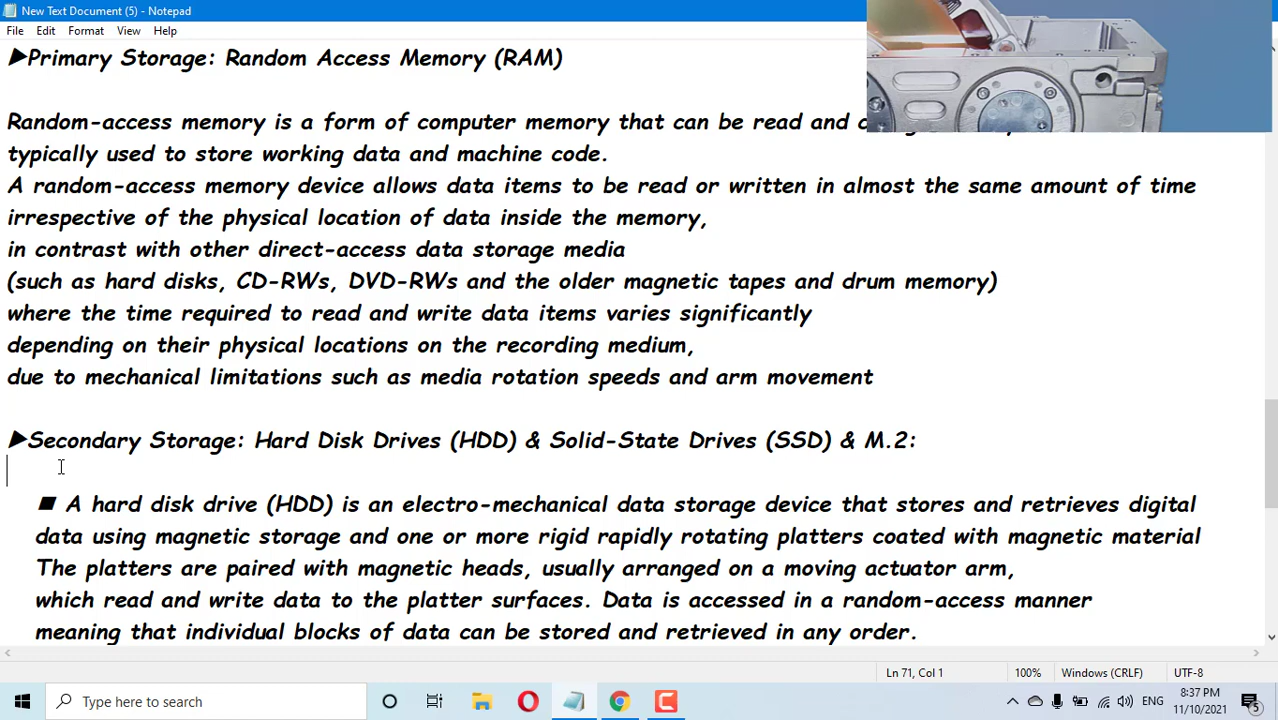 New Text Document (5) - Notepad
File Edit Format View Help
▶Primary Storage: Random Access Memory (RAM)
Random-access memory is a form of computer memory that can be read and
typically used to store working data and machine code.
A random-access memory device allows data items to be read or written in almost the same amount of time
irrespective of the physical location of data inside the memory,
in contrast with other direct-access data storage media
(such as hard disks, CD-RWs, DVD-RWs and the older magnetic tapes and drum memory)
where the time required to read and write data items varies significantly
depending on their physical locations on the recording medium,
due to mechanical limitations such as media rotation speeds and arm movement
▶Secondary Storage: Hard Disk Drives (HDD) & Solid-State Drives (SSD) & M.2:
■ A hard disk drive (HDD) is an electro-mechanical data storage device that stores and retrieves digital
data using magnetic storage and one or more rigid rapidly rotating platters coated with magnetic material
The platters are paired with magnetic heads, usually arranged on a moving actuator arm,
which read and write data to the platter surfaces. Data is accessed in a random-access manner
meaning that individual blocks of data can be stored and retrieved in any order.
Ln 71, Col 1 100% Windows (CRLF) UTF-8
Type here to search
ENG
8:37 PM
11/10/2021
5